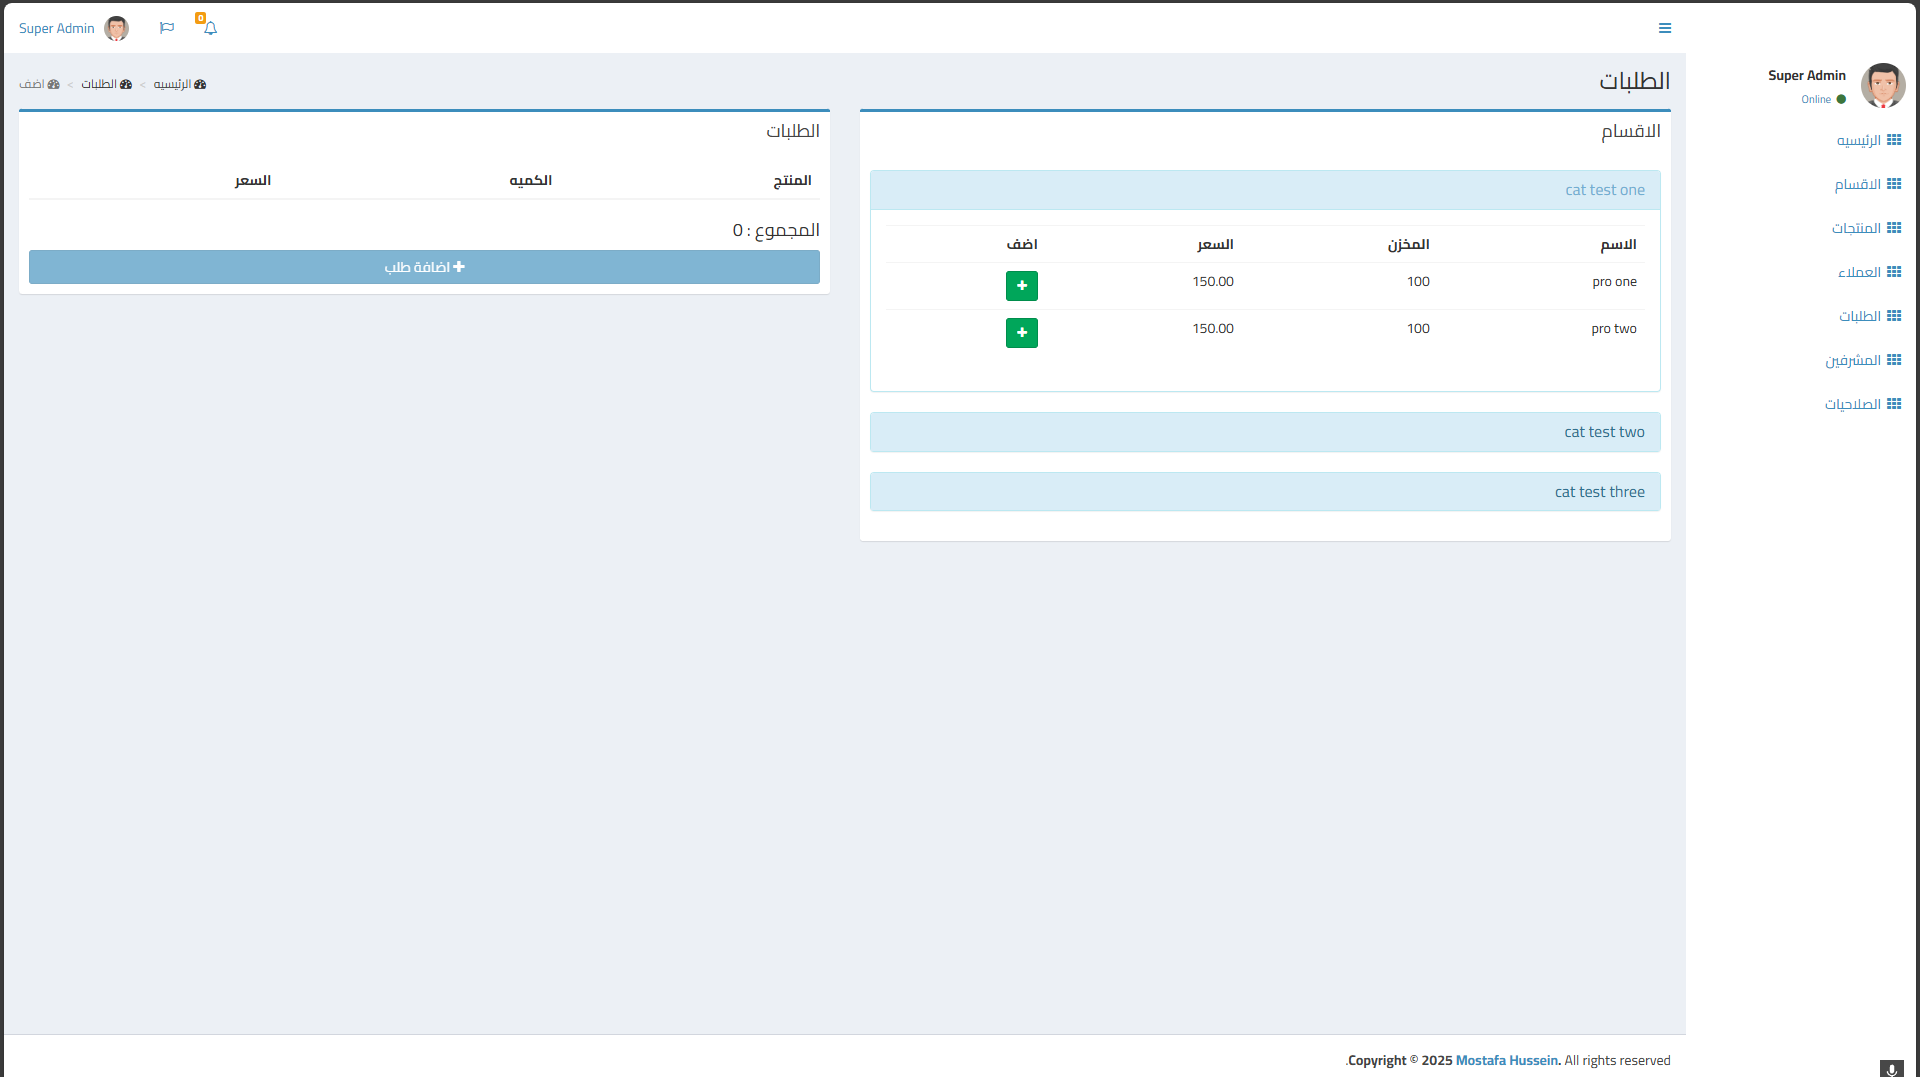 Super Admin
0
Super Admin
Online
الرئيسيه
الاقسام
المنتجات
العملاء
الطلبات
المشرفين
الصلاحيات
الطلبات
الرئيسيه > الطلبات > اضف
الاقسام
cat test one
الاسم المخزن السعر اضف
pro one 100 150.00
pro two 100 150.00
cat test two
cat test three
الطلبات
المنتج الكميه السعر
المجموع : 0
اضافة طلب
Copyright © 2025 Mostafa Hussein. All rights reserved.